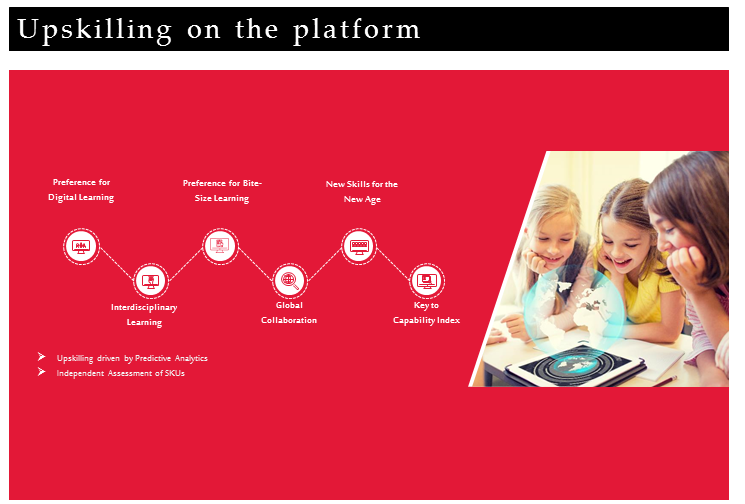 Upskilling on the platform
Preference for
Digital Learning
Interdisciplinary
Learning
Preference for Bite-
Size Learning
Global
Collaboration
New Skills for the
New Age
Key to
Capability Index
Upskilling driven by Predictive Analytics
Independent Assessment of SKUs